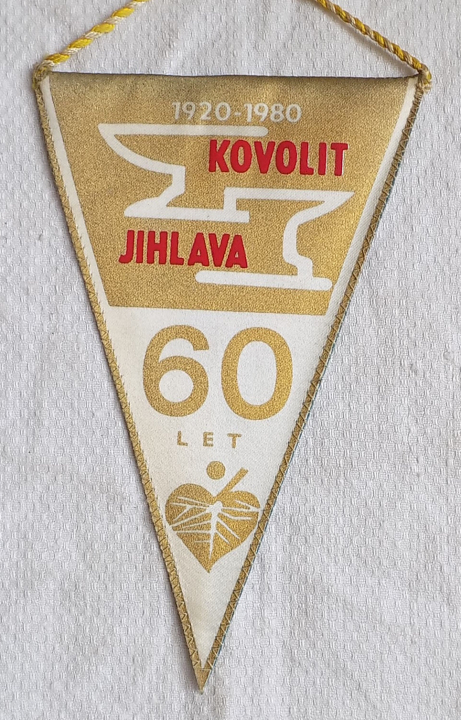 1920-1980
KOVOLIT
JIHLAVA
60
LET